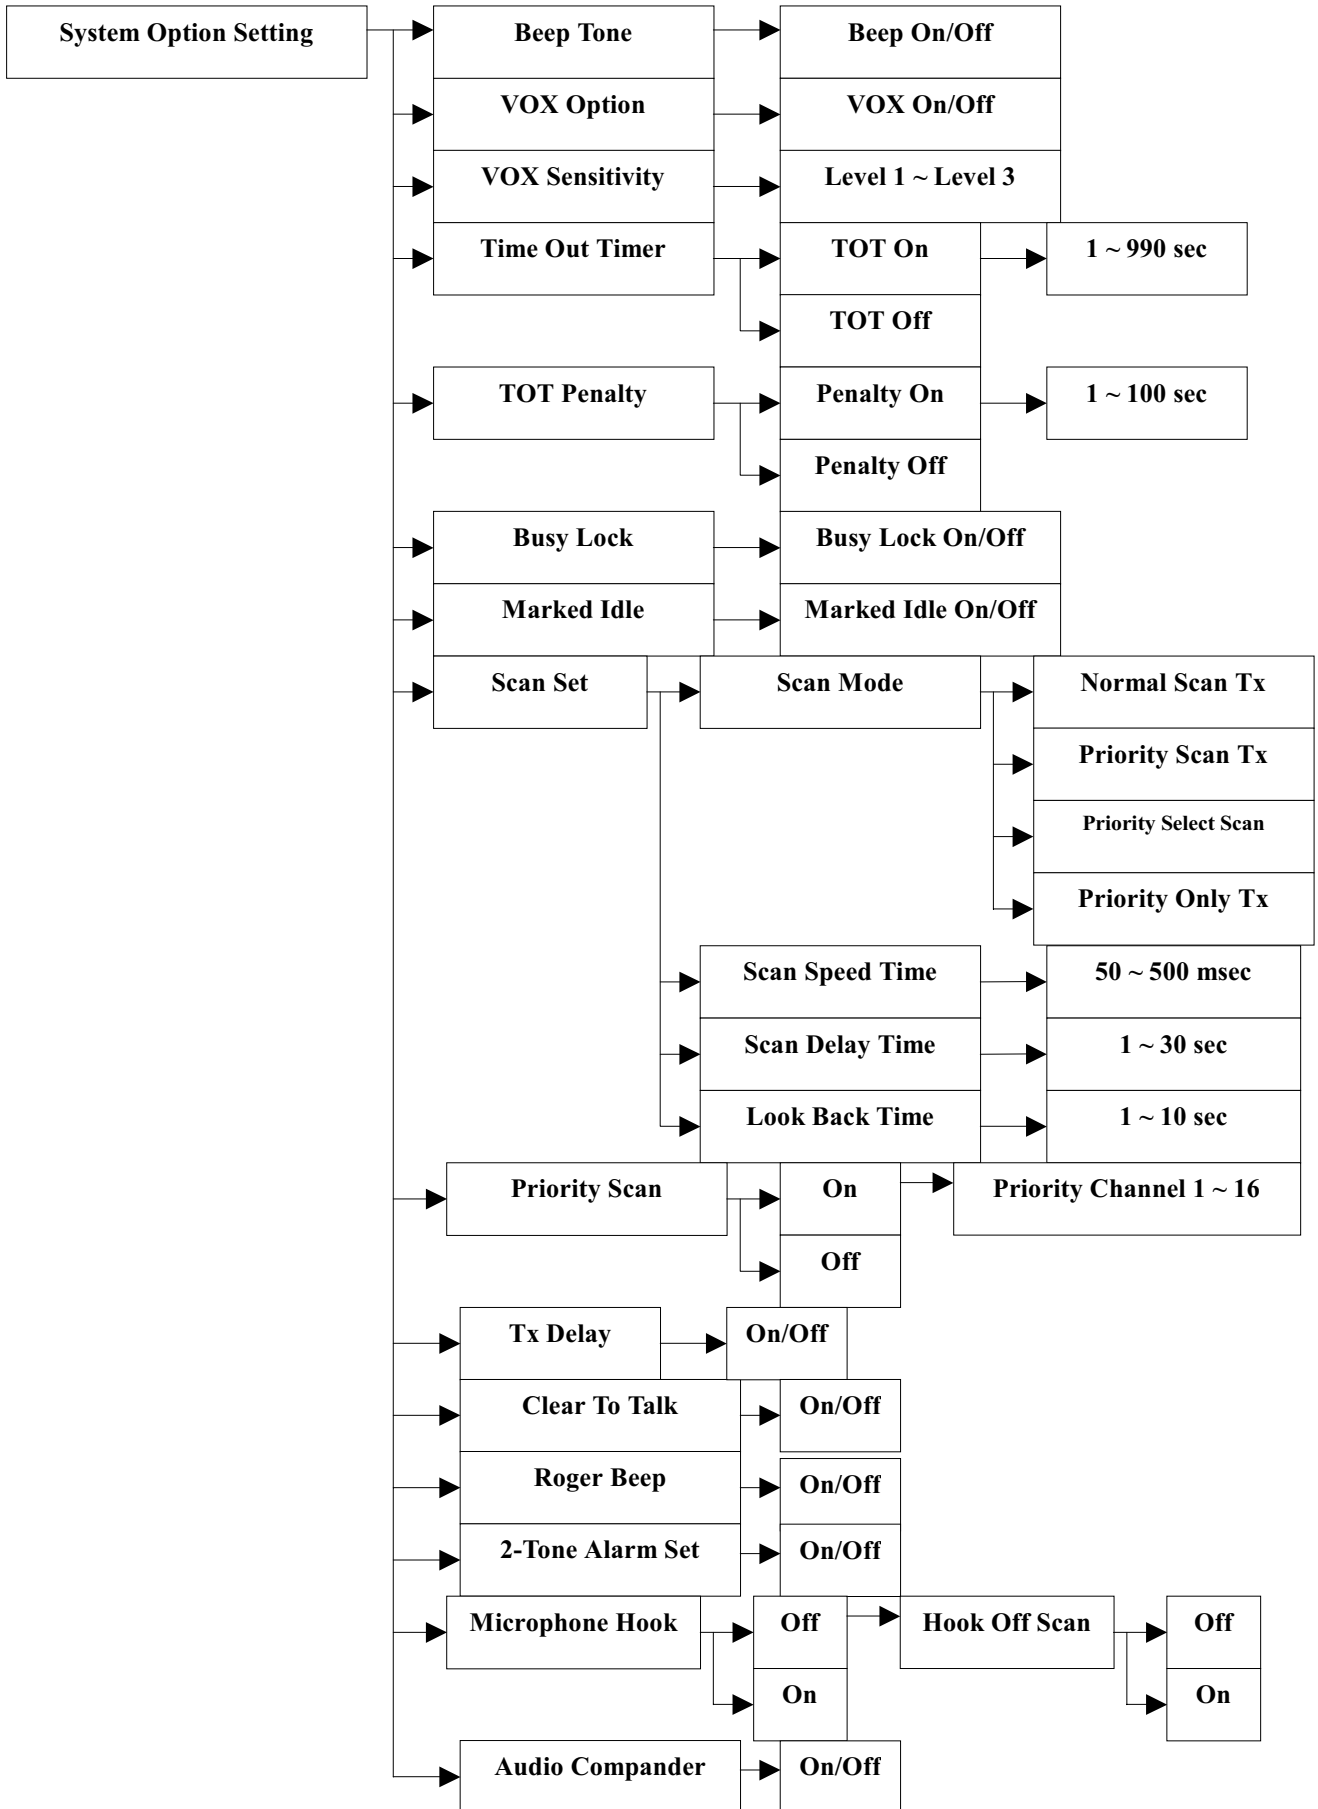 System Option Setting
Beep Tone
Beep On/Off
VOX Option
VOX On/Off
VOX Sensitivity
Level 1 ~ Level 3
Time Out Timer
TOT On
1 ~ 990 sec
TOT Off
TOT Penalty
Penalty On
1 ~ 100 sec
Penalty Off
Busy Lock
Busy Lock On/Off
Marked Idle
Marked Idle On/Off
Scan Set
Scan Mode
Normal Scan Tx
Priority Scan Tx
Priority Select Scan
Priority Only Tx
Scan Speed Time
50 ~ 500 msec
Scan Delay Time
1 ~ 30 sec
Look Back Time
1 ~ 10 sec
Priority Scan
On
Priority Channel 1 ~ 16
Off
Tx Delay
On/Off
Clear To Talk
On/Off
Roger Beep
On/Off
2-Tone Alarm Set
On/Off
Microphone Hook
Off
Hook Off Scan
Off
On
On
Audio Compander
On/Off